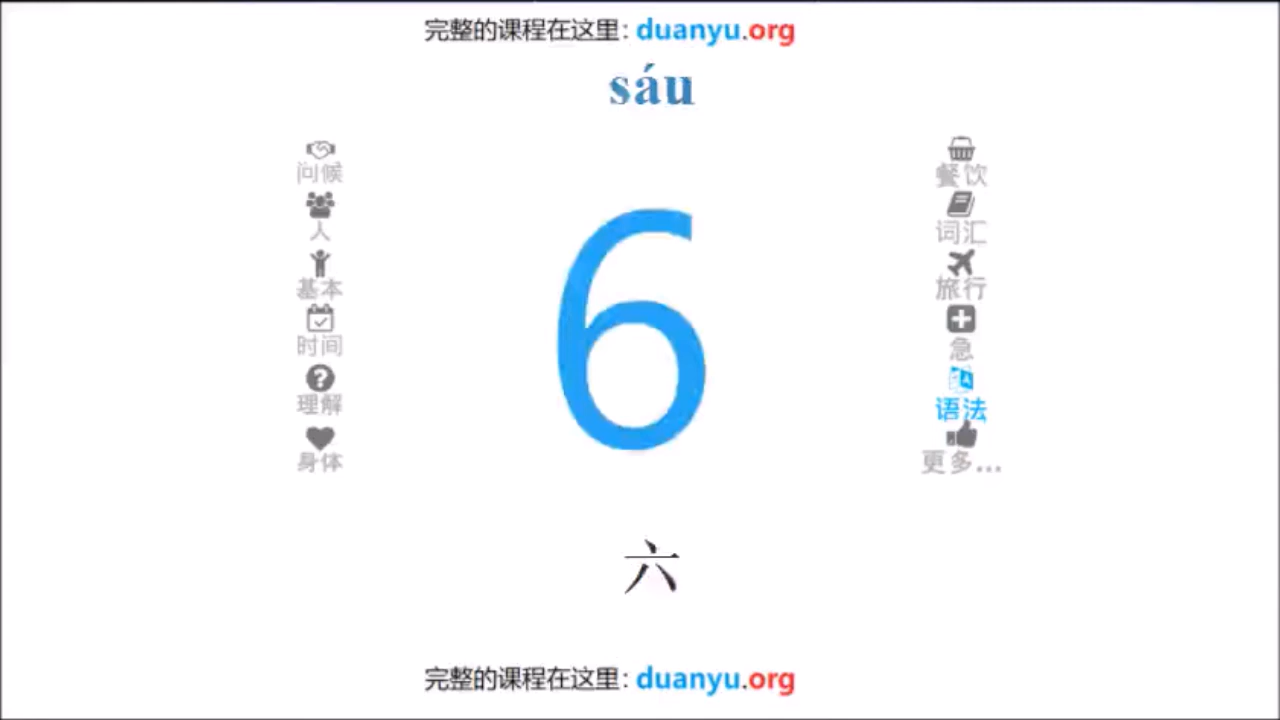 完整的课程在这里：duanyu.org
sáu
问候
人
基本
时间
理解
身体
6
餐饮
词汇
旅行
急
语法
更多...
六
完整的课程在这里：duanyu.org